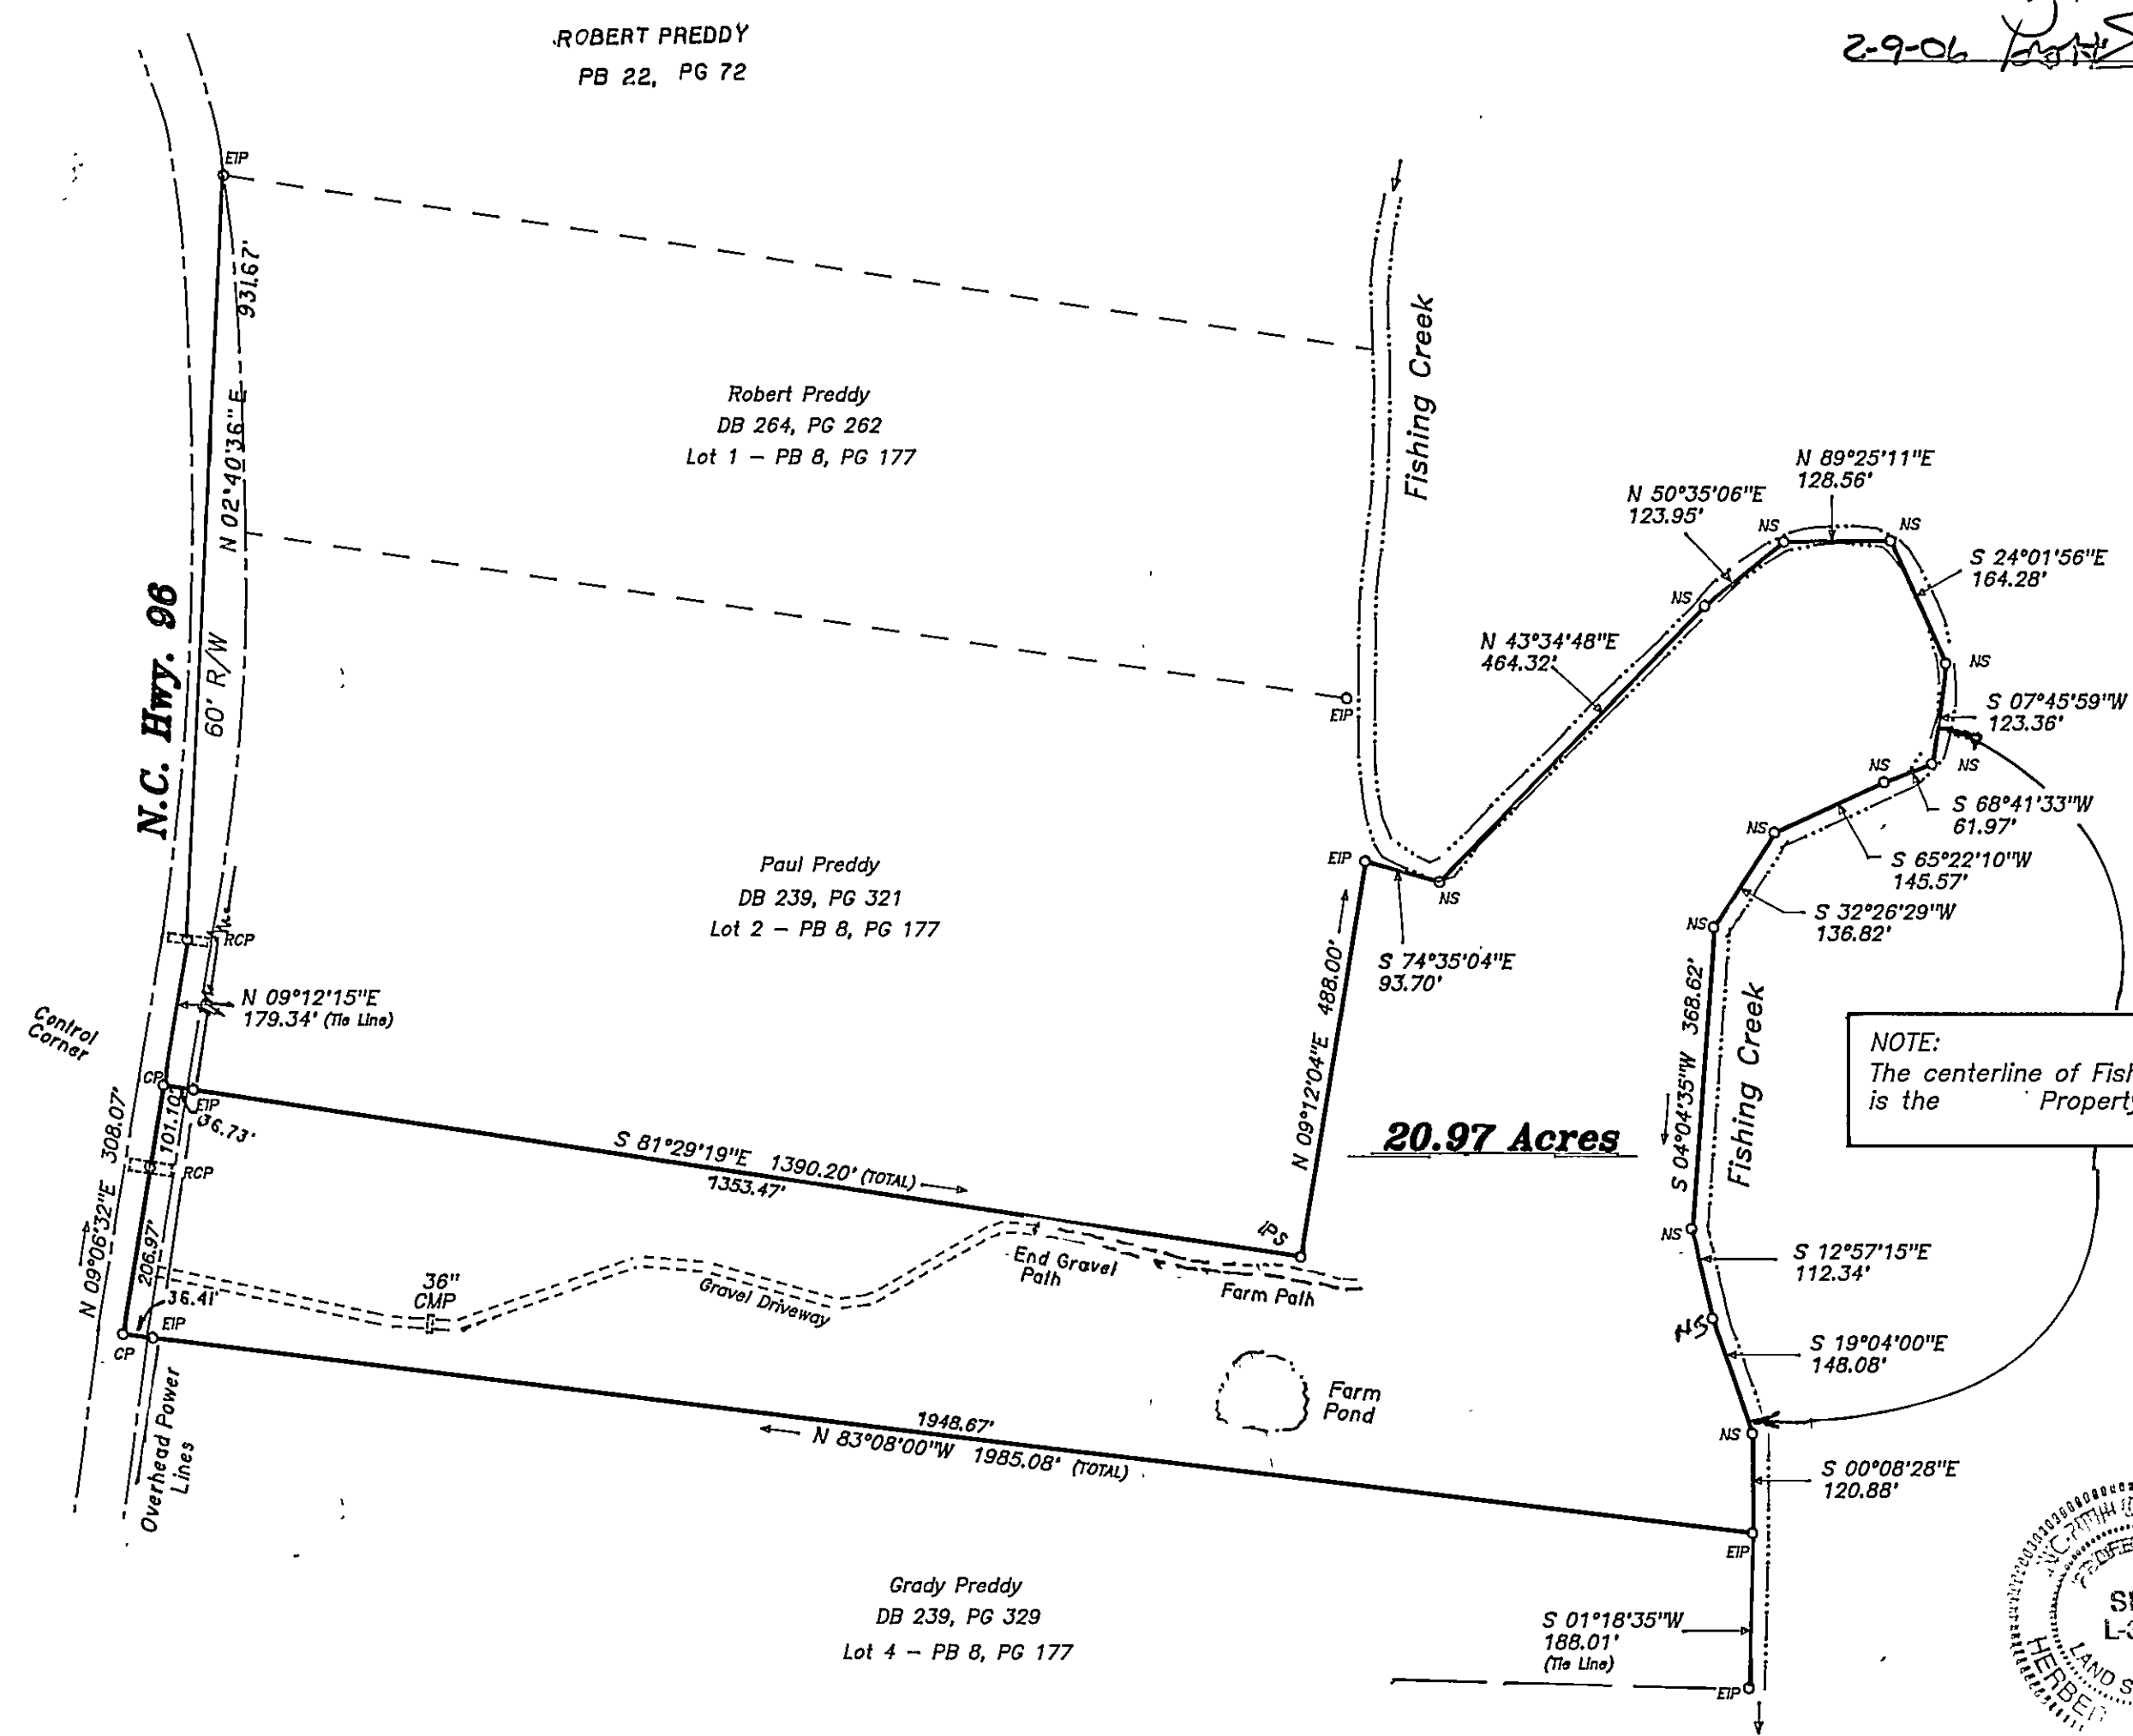 ROBERT PREDDY
PB 22, PG 72
2-9-06
EIP
931.67'
N 02°40'36" E
60' R/W
N.C. Hwy. 96
Robert Preddy
DB 264, PG 262
Lot 1 - PB 8, PG 177
Fishing Creek
N 89°25'11"E
128.56'
N 50°35'06"E
123.95'
NS
NS
S 24°01'56"E
164.28'
NS
N 43°34'48"E
464.32'
NS
S 07°45'59"W
123.36'
EIP
NS
NS
S 68°41'33"W
61.97'
NS
S 65°22'10"W
145.57'
EIP
NS
S 32°26'29"W
136.82'
NS
Paul Preddy
DB 239, PG 321
Lot 2 - PB 8, PG 177
RCP
S 74°35'04"E
93.70'
N 09°12'04"E 488.00'
N 09°12'15"E
179.34' (Tie Line)
Control
Corner
CP
EIP
36.73'
101.10'
N 09°06'32"E 308.07'
RCP
206.97'
36.41'
EIP
CP
S 81°29'19"E 1390.20' (TOTAL)
1353.47'
IPS
20.97 Acres
S 04°04'35"W 368.62'
Fishing Creek
NOTE:
The centerline of Fish
is the Property
NS
S 12°57'15"E
112.34'
NS
S 19°04'00"E
148.08'
NS
S 00°08'28"E
120.88'
36"
CMP
Gravel Driveway
End Gravel
Path
Farm Path
Farm
Pond
1948.67'
N 83°08'00"W 1985.08' (TOTAL)
Overhead Power
Lines
EIP
Grady Preddy
DB 239, PG 329
Lot 4 - PB 8, PG 177
S 01°18'35"W
188.01'
(Tie Line)
EIP
L-3
LAND S
HERBE